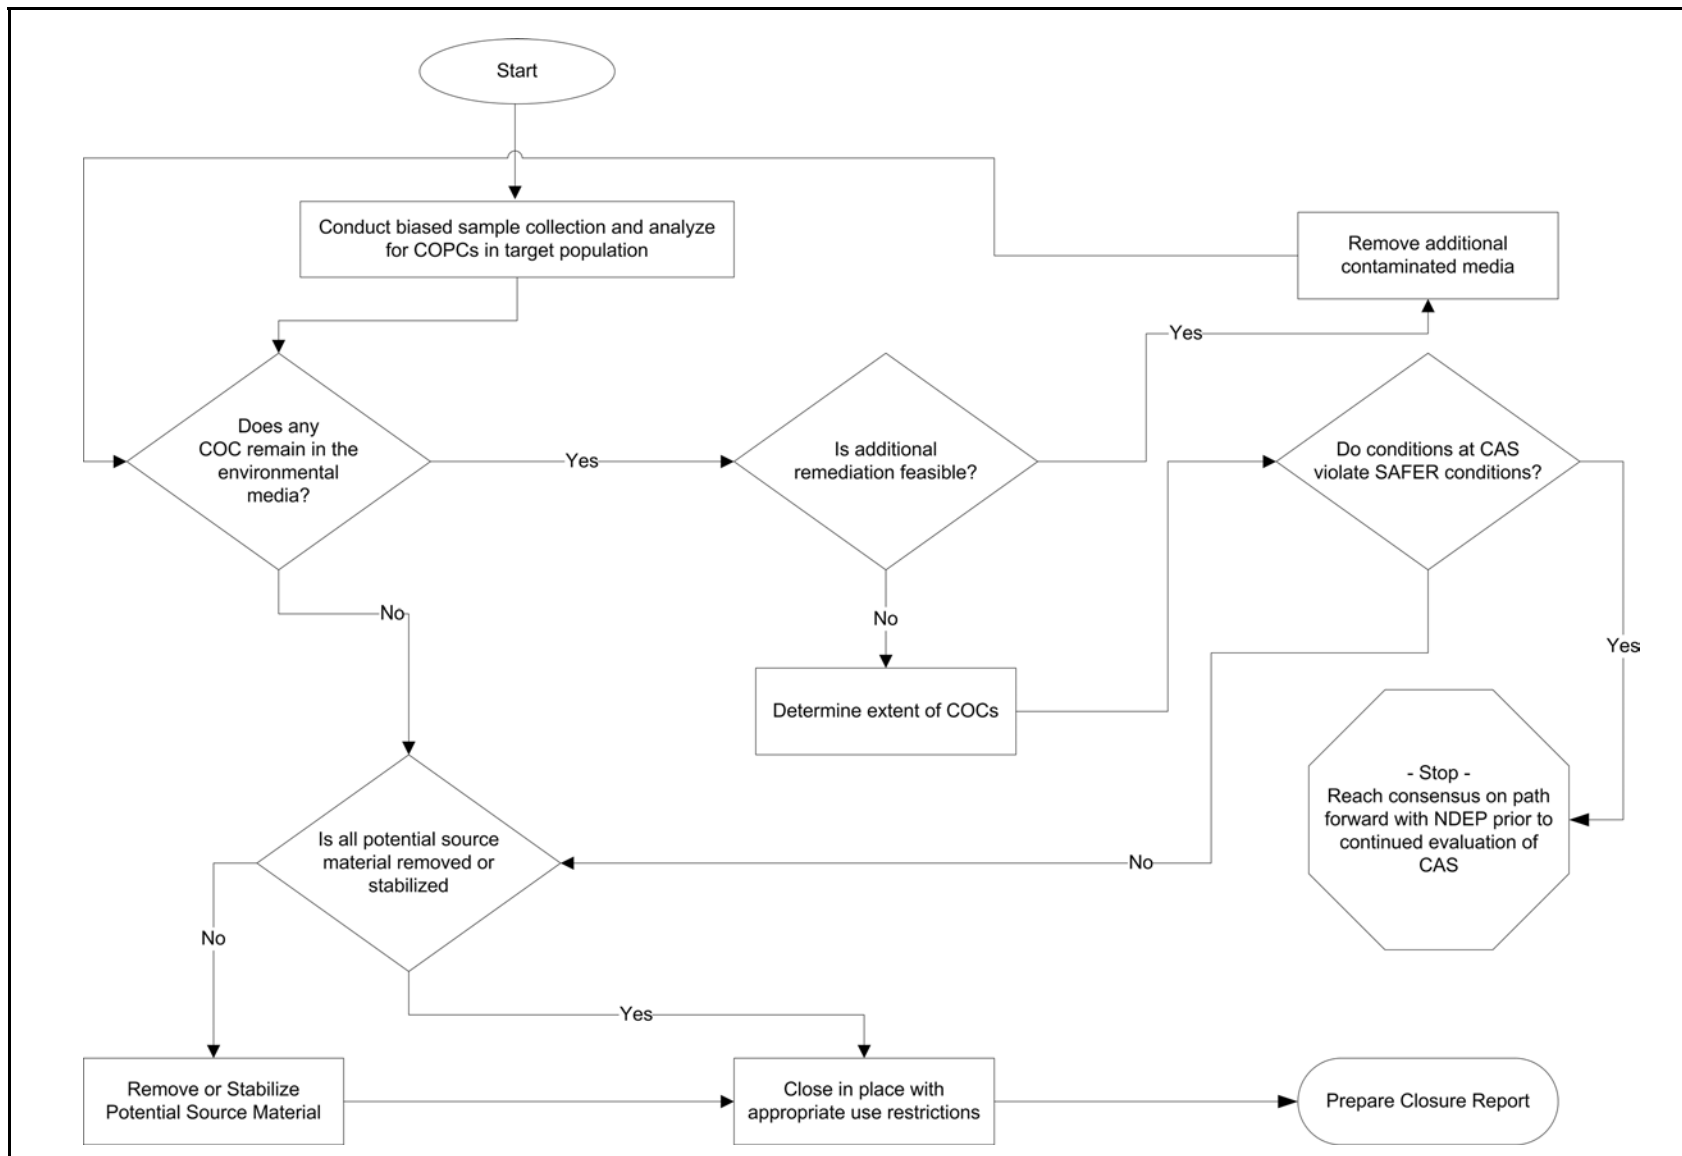 Start
Conduct biased sample collection and analyze
for COPCs in target population
Remove additional
contaminated media
Yes
Does any
COC remain in the
environmental
media?
Yes
Is additional
remediation feasible?
Do conditions at CAS
violate SAFER conditions?
No
No
Yes
Determine extent of COCs
- Stop -
Reach consensus on path
forward with NDEP prior to
continued evaluation of
CAS
Is all potential source
material removed or
stabilized
No
No
Yes
Remove or Stabilize
Potential Source Material
Close in place with
appropriate use restrictions
Prepare Closure Report